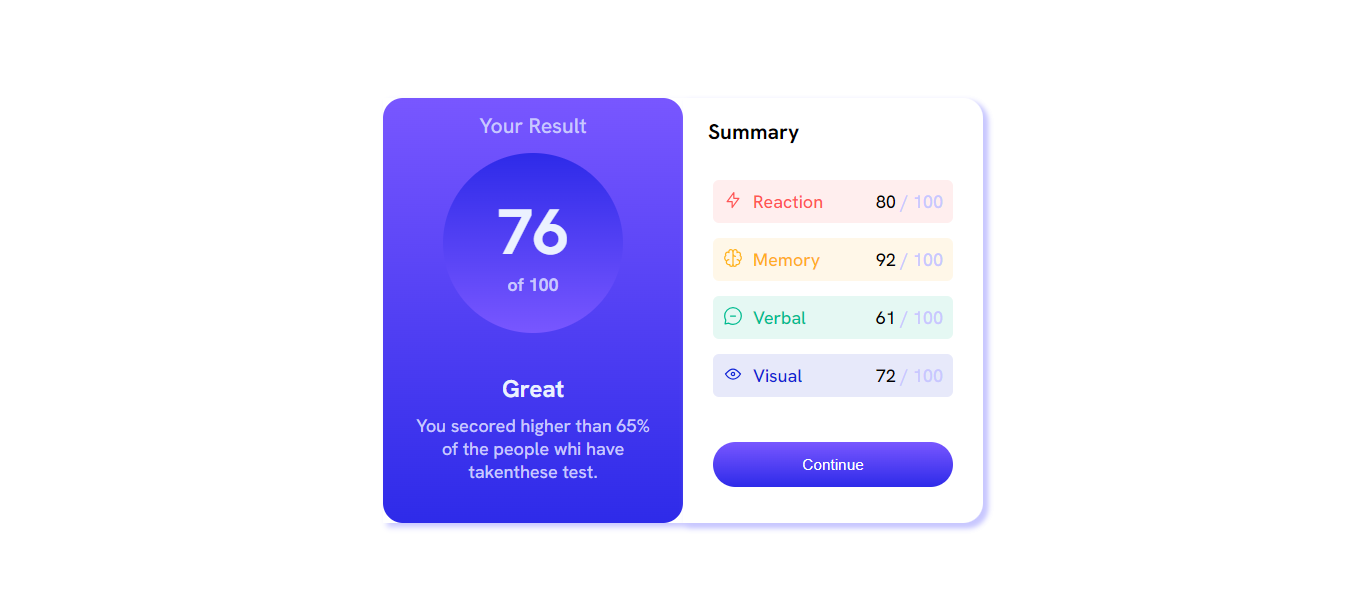 Your Result
76
of 100
Great
You secored higher than 65%
of the people whi have
takenthese test.
Summary
Reaction 80 / 100
Memory 92 / 100
Verbal 61 / 100
Visual 72 / 100
Continue